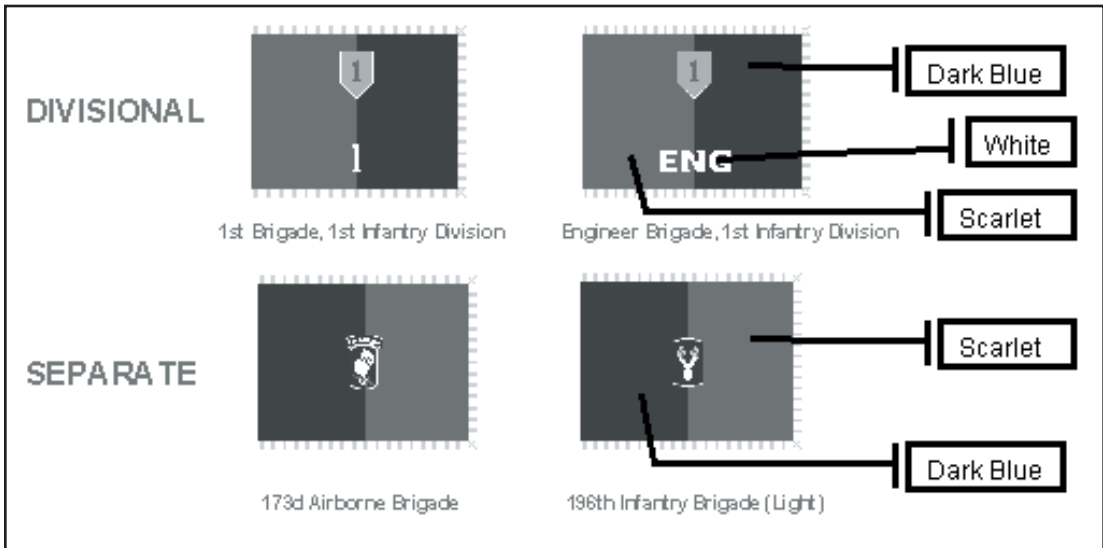 1
1
Dark Blue
DIVISIONAL
White
1
ENG
Scarlet
1st Brigade, 1st Infantry Division
Engineer Brigade, 1st Infantry Division
Scarlet
SEPARATE
Dark Blue
173d Airborne Brigade
196th Infantry Brigade (Light)